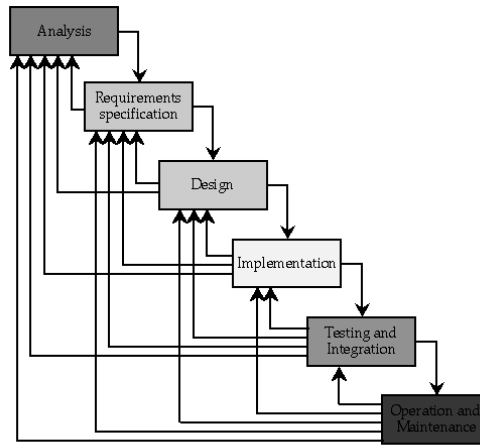 Analysis
Requirements
specification
Design
Implementation
Testing and
Integration
Operation and
Maintenance